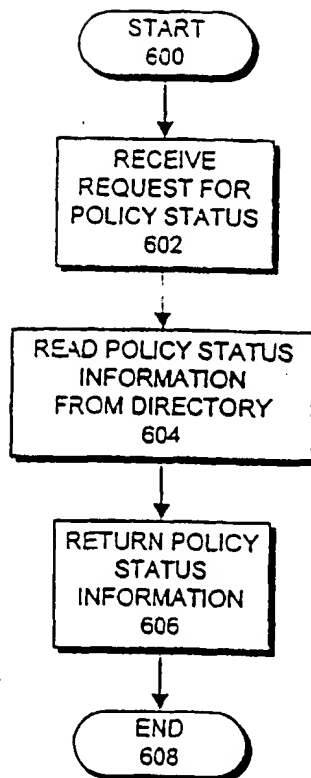 START
600
RECEIVE
REQUEST FOR
POLICY STATUS
602
READ POLICY STATUS
INFORMATION
FROM DIRECTORY
604
RETURN POLICY
STATUS
INFORMATION
606
END
608